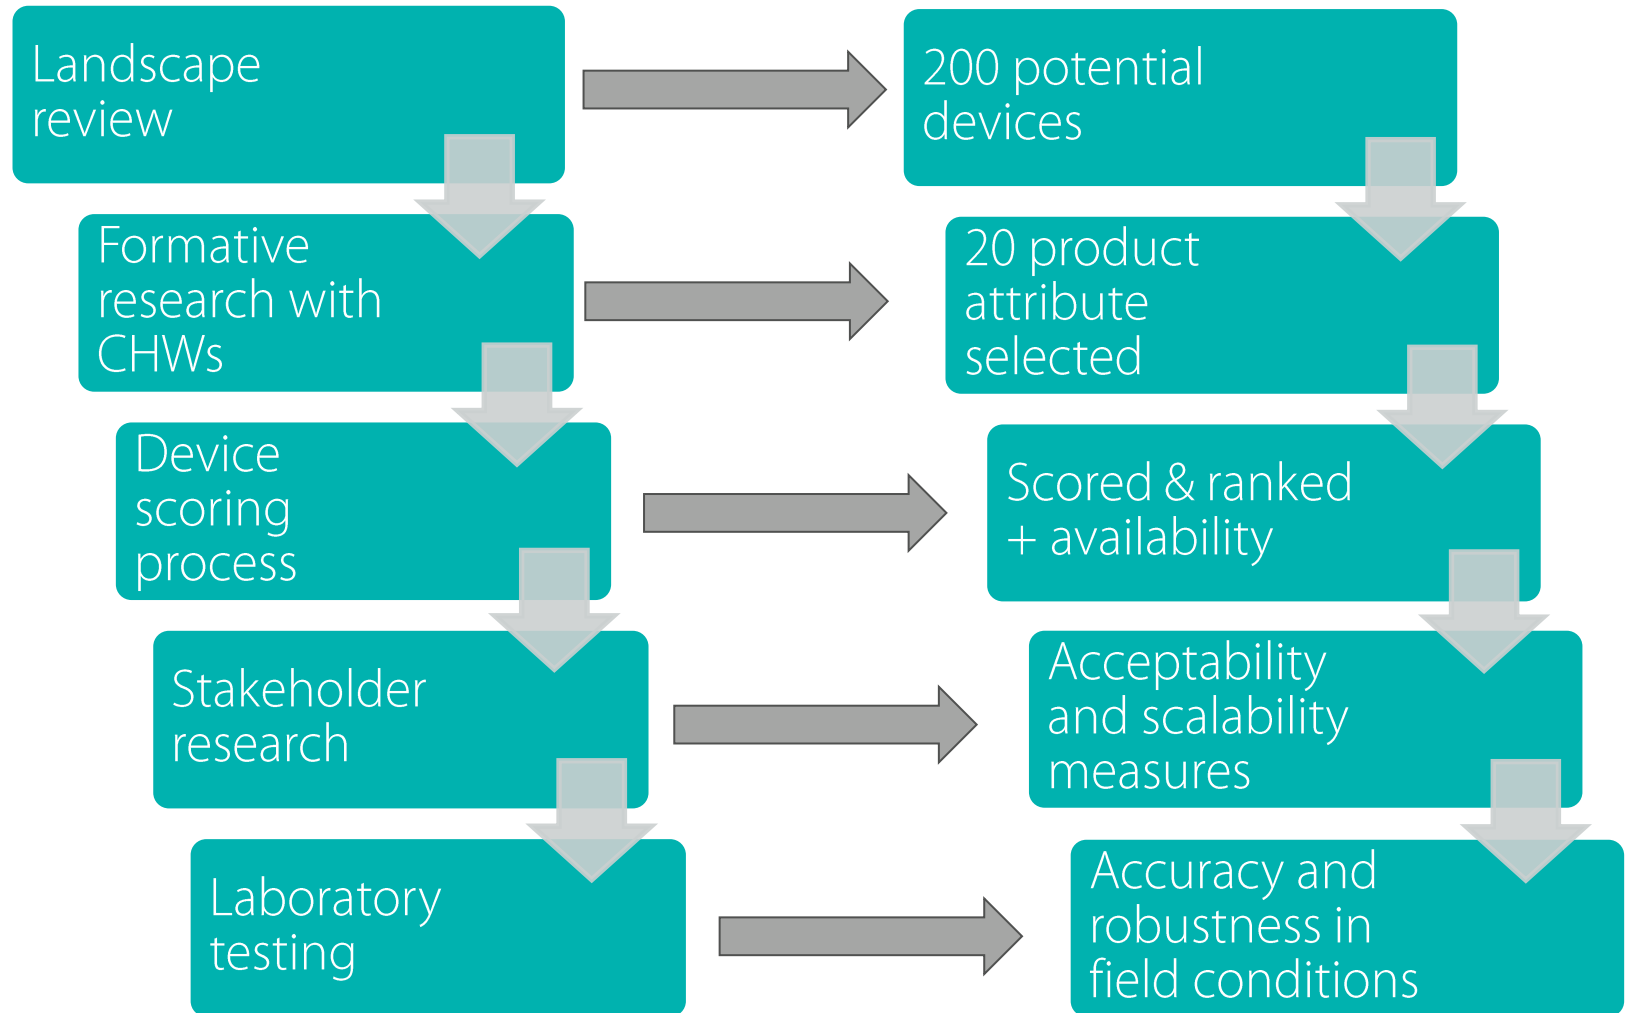 Landscape
review
200 potential
devices
Formative
research with
CHWs
20 product
attribute
selected
Device
scoring
process
Scored & ranked
+ availability
Stakeholder
research
Acceptability
and scalability
measures
Laboratory
testing
Accuracy and
robustness in
field conditions